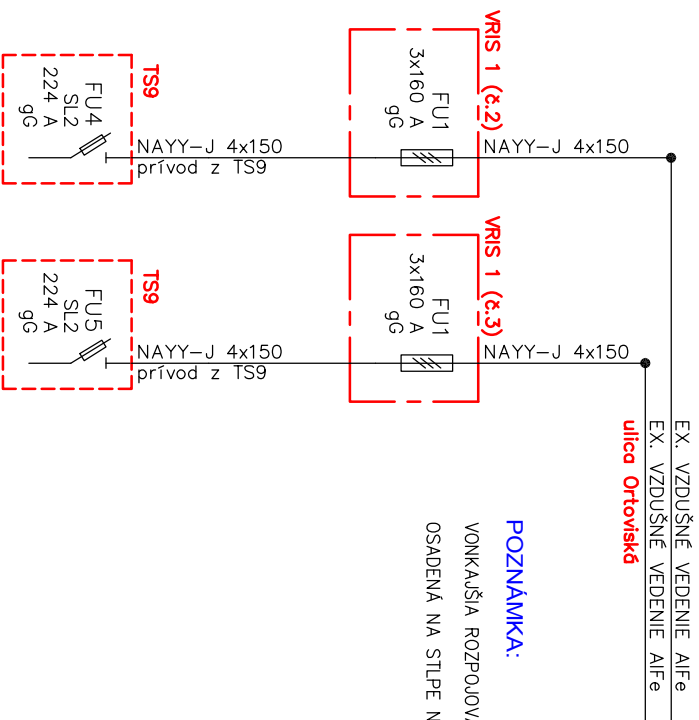 VRIS 1 (č.2)
FU1
3x160 A
gG
TS9
FU4
SL2
224 A
gG
NAYY-J 4x150
prívod z TS9
NAYY-J 4x150
VRIS 1 (č.3)
FU1
3x160 A
gG
TS9
FU5
SL2
224 A
gG
NAYY-J 4x150
prívod z TS9
NAYY-J 4x150
EX. VZDUŠNÉ VEDENIE AlFe
EX. VZDUŠNÉ VEDENIE AlFe
ulica Ortoviská
POZNÁMKA:
VONKAJŠIA ROZPOJOVA
OSADENÁ NA STLPE N